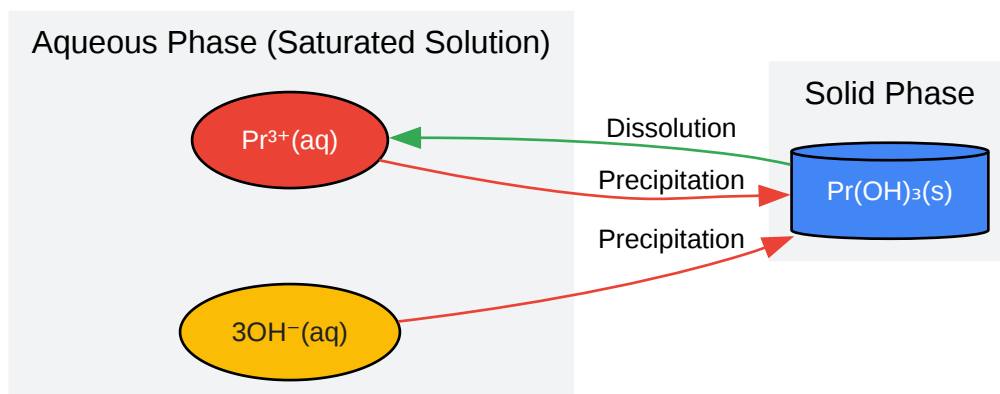 Aqueous Phase (Saturated Solution)
Solid Phase
Pr³⁺(aq)
Dissolution
Precipitation
Pr(OH)₃(s)
Precipitation
3OH⁻(aq)